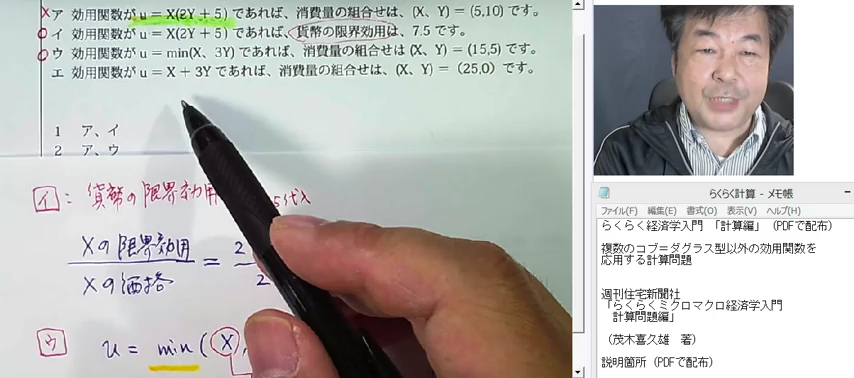 ×ア 効用関数が u = X(2Y + 5) であれば、消費量の組合せは、(X、Y) = (5,10) です。
○イ 効用関数が u = X(2Y + 5) であれば、貨幣の限界効用は、7.5 です。
○ウ 効用関数が u = min(X、3Y) であれば、消費量の組合せは (X、Y) = (15,5) です。
エ 効用関数が u = X + 3Y であれば、消費量の組合せは、(X、Y) = (25,0) です。
1 ア、イ
2 ア、ウ
イ : 貨幣の限界効用
代入
Xの限界効用
Xの価格
= 2
2
ウ u = min ( X,
らくらく計算 - メモ帳
ファイル(F) 編集(E) 書式(O) 表示(V) ヘルプ(H)
らくらく経済学入門 「計算編」 (PDFで配布)
複数のコブ=ダグラス型以外の効用関数を
応用する計算問題
週刊住宅新聞社
「らくらくミクロマクロ経済学入門
計算問題編」
(茂木喜久雄 著)
説明箇所 (PDFで配布)